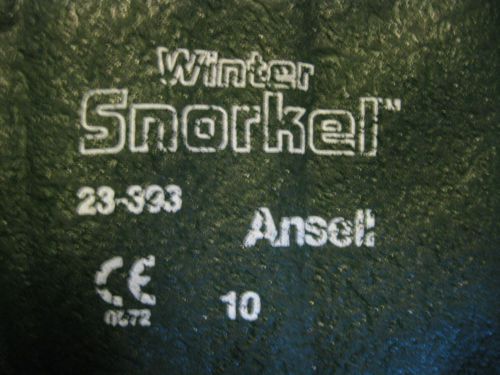 Winter
Snorkel™
23-393
Ansell
CE
0072
10